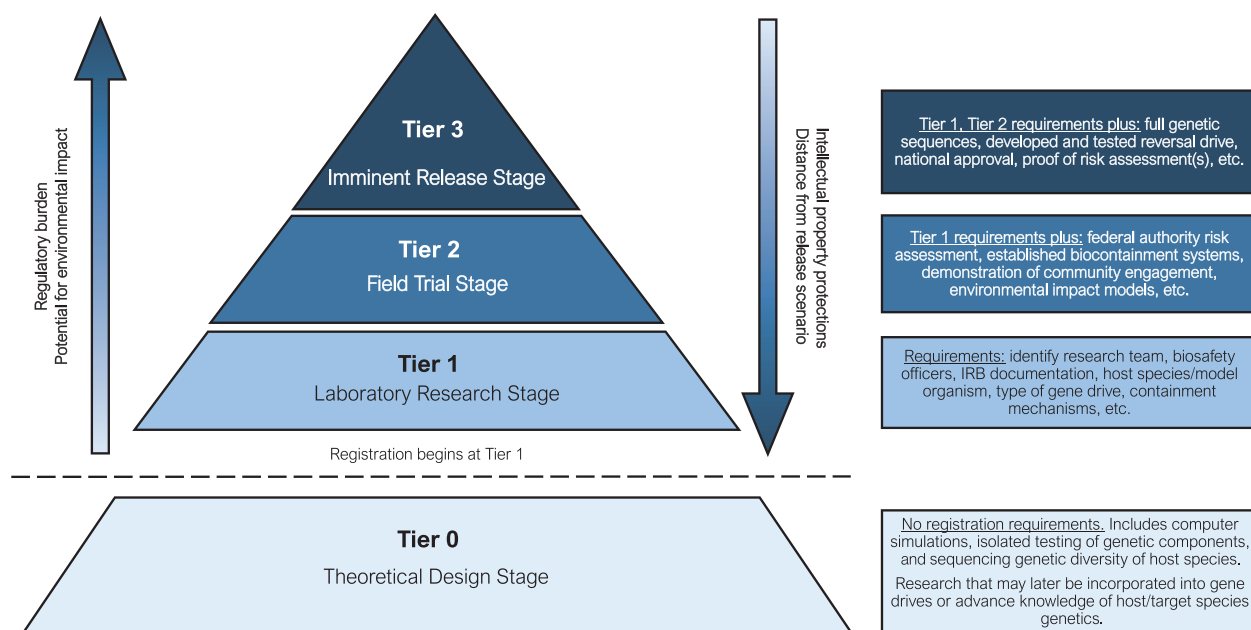 Regulatory burden
Potential for environmental impact
Tier 3
Imminent Release Stage
Tier 2
Field Trial Stage
Tier 1
Laboratory Research Stage
Registration begins at Tier 1
Tier 0
Theoretical Design Stage
Intellectual property protections
Distance from release scenario
Tier 1, Tier 2 requirements plus: full genetic
sequences, developed and tested reversal drive,
national approval, proof of risk assessment(s), etc.
Tier 1 requirements plus: federal authority risk
assessment, established biocontainment systems,
demonstration of community engagement,
environmental impact models, etc.
Requirements: identify research team, biosafety
officers, IRB documentation, host species/model
organism, type of gene drive, containment
mechanisms, etc.
No registration requirements. Includes computer
simulations, isolated testing of genetic components,
and sequencing genetic diversity of host species.
Research that may later be incorporated into gene
drives or advance knowledge of host/target species
genetics.